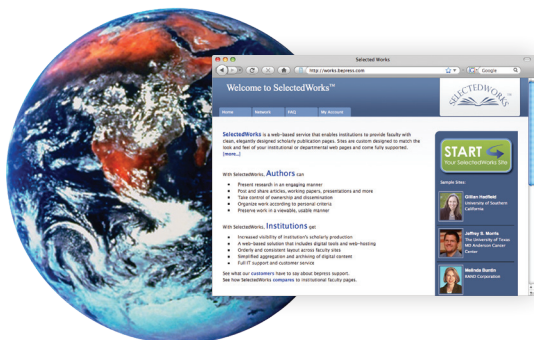 Selected Works
http://works.bepress.com
Google
Welcome to SelectedWorks™
SELECTEDWORKS™
Home Network FAQ My Account
SelectedWorks is a web-based service that enables institutions to provide faculty with
clean, elegantly designed scholarly publication pages. Sites are custom designed to match the
look and feel of your institutional or departmental web pages and come fully supported.
[more...]
With SelectedWorks, Authors can
Present research in an engaging manner
Post and share articles, working papers, presentations and more
Take control of ownership and dissemination
Organize work according to personal criteria
Preserve work in a viewable, usable manner
With SelectedWorks, Institutions get
Increased visibility of institution's scholarly production
A web-based solution that includes digital tools and web-hosting
Orderly and consistent layout across faculty sites
Simplified aggregation and archiving of digital content
Full IT support and customer service
See what our customers have to say about bepress support.
See how SelectedWorks compares to institutional faculty pages.
START
Your SelectedWorks Site
Sample Sites:
Gillian Hadfield
University of Southern
California
Jeffrey S. Morris
The University of Texas
MD Anderson Cancer
Center
Melinda Buntin
RAND Corporation